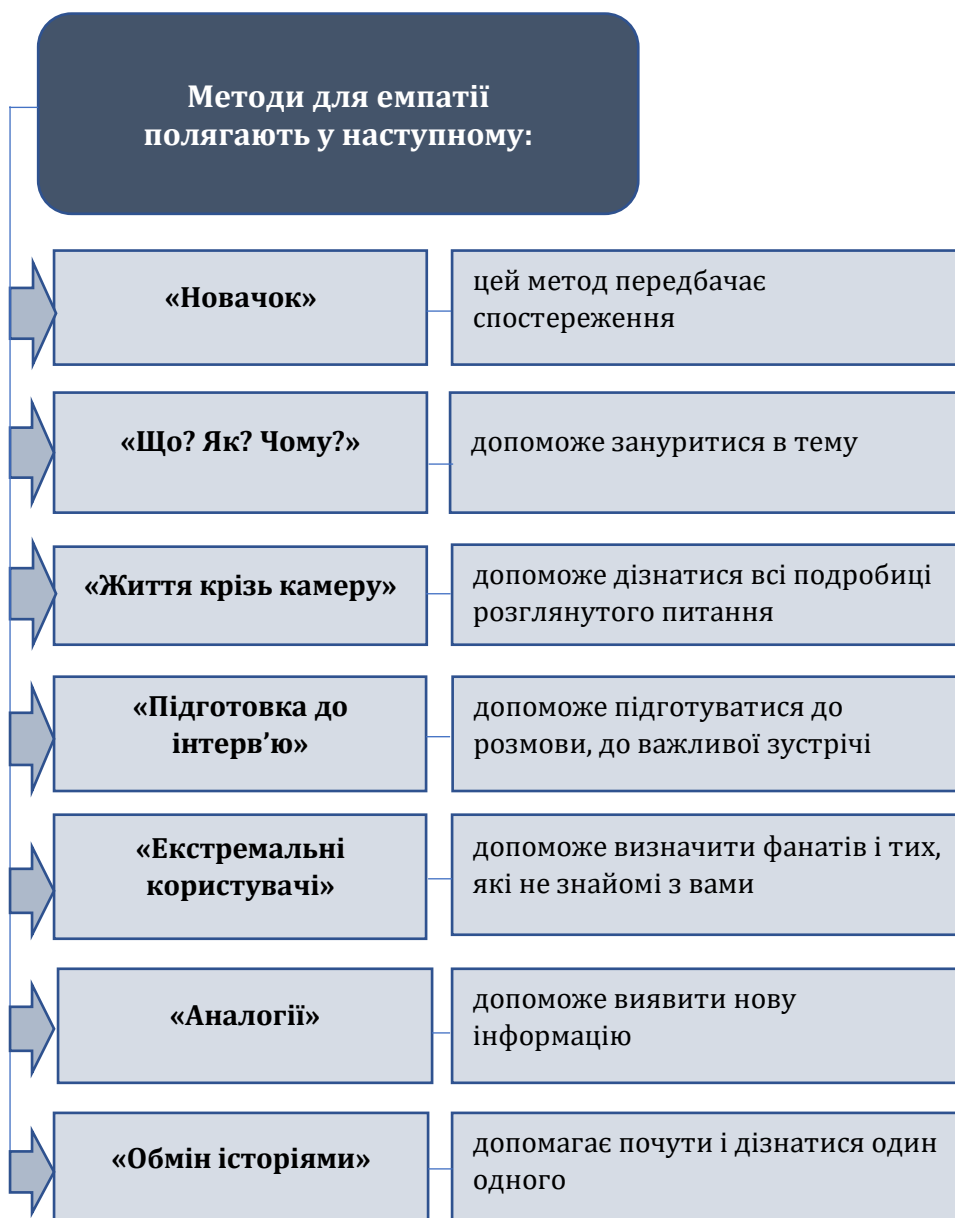 Методи для емпатії
полягають у наступному:
«Новачок»
цей метод передбачає
спостереження
«Що? Як? Чому?»
допоможе зануритися в тему
«Життя крізь камеру»
допоможе дізнатися всі подробиці
розглянутого питання
«Підготовка до
інтерв’ю»
допоможе підготуватися до
розмови, до важливої зустрічі
«Екстремальні
користувачі»
допоможе визначити фанатів і тих,
які не знайомі з вами
«Аналогії»
допоможе виявити нову
інформацію
«Обмін історіями»
допомагає почути і дізнатися один
одного